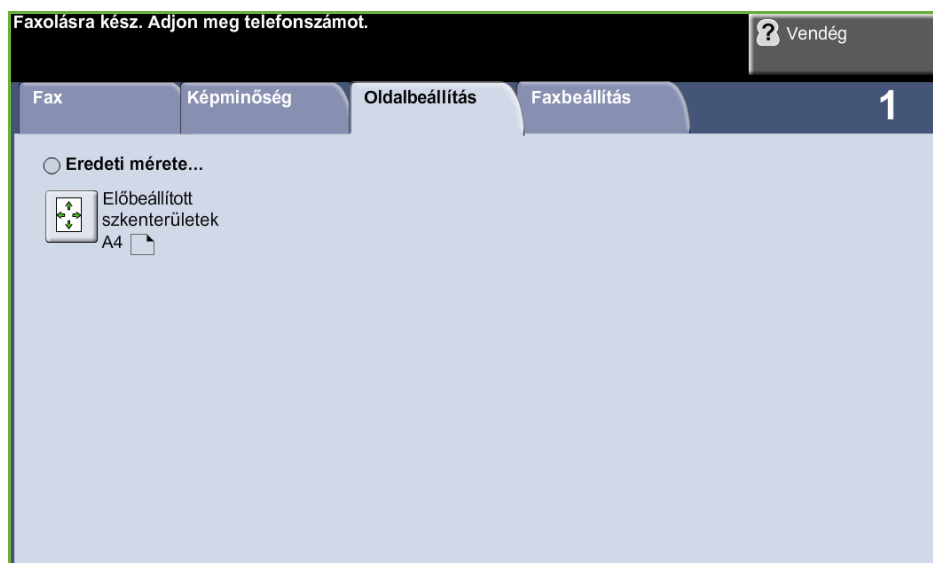 Faxolásra kész. Adjon meg telefonszámot.
? Vendég
Fax Képminőség Oldalbeállítás Faxbeállítás 1
Eredeti mérete...
Előbeállított
szkenterületek
A4